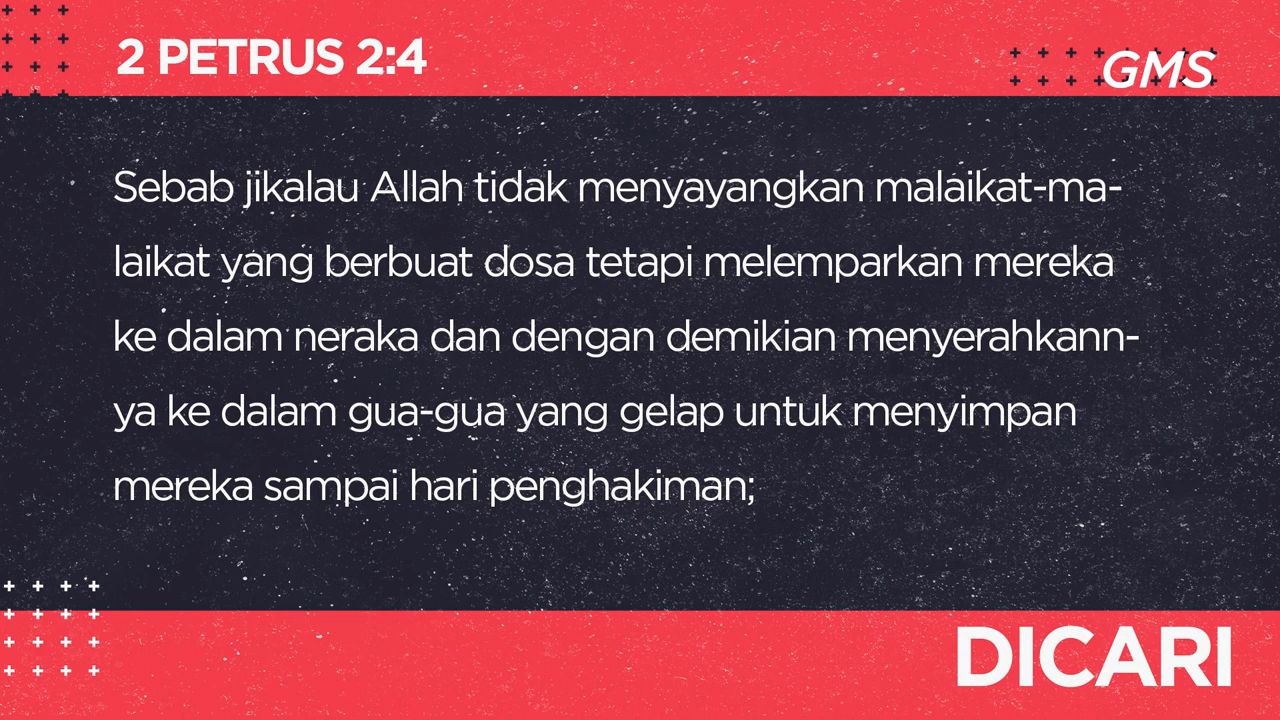 2 PETRUS 2:4
GMS
Sebab jikalau Allah tidak menyayangkan malaikat-ma-
laikat yang berbuat dosa tetapi melemparkan mereka
ke dalam neraka dan dengan demikian menyerahkann-
ya ke dalam gua-gua yang gelap untuk menyimpan
mereka sampai hari penghakiman;
DICARI